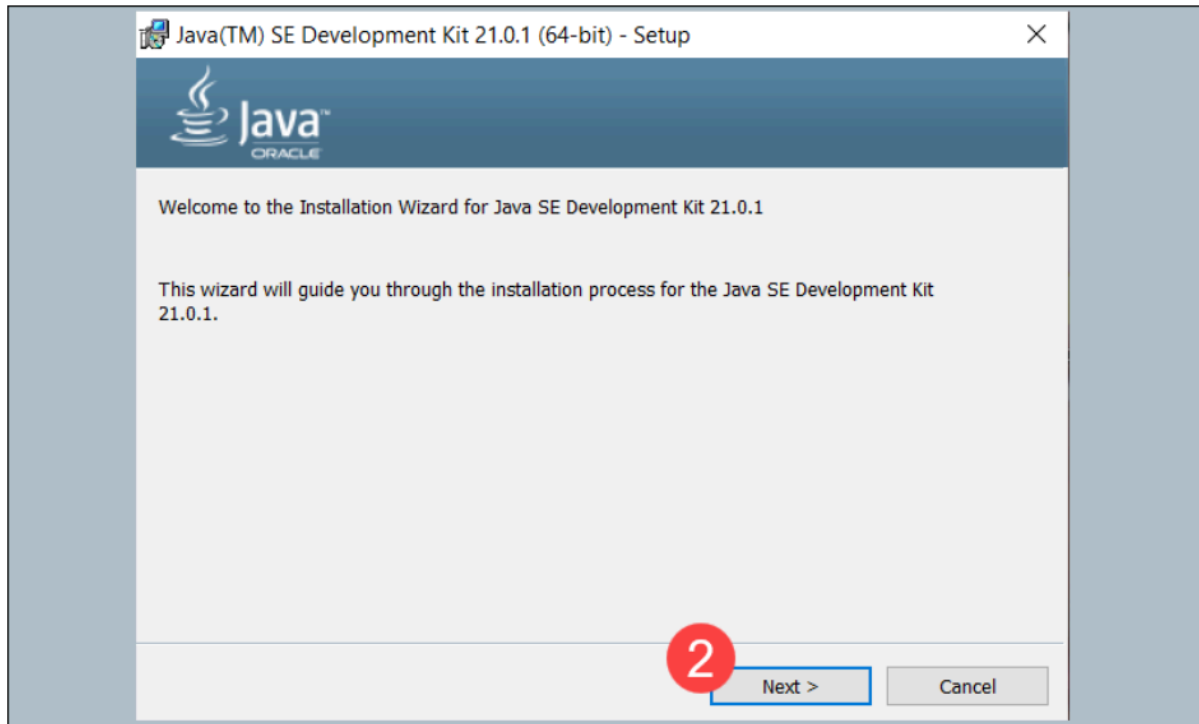 Java(TM) SE Development Kit 21.0.1 (64-bit) - Setup
Java™
ORACLE
Welcome to the Installation Wizard for Java SE Development Kit 21.0.1
This wizard will guide you through the installation process for the Java SE Development Kit
21.0.1.
2
Next >
Cancel